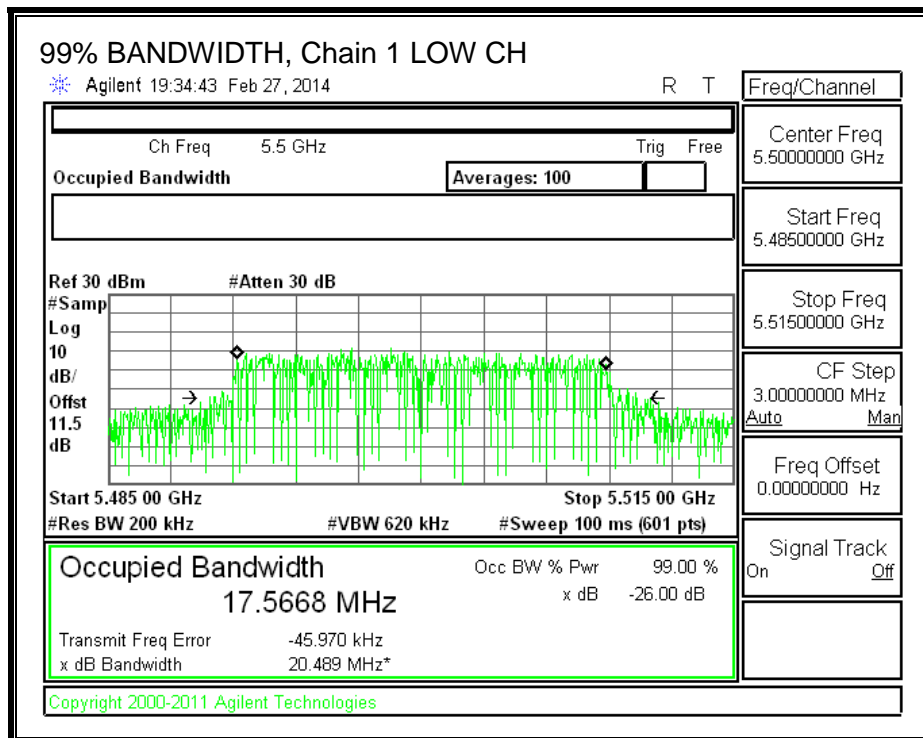 99% BANDWIDTH, Chain 1 LOW CH
Agilent 19:34:43 Feb 27, 2014 R T
Freq/Channel
Ch Freq 5.5 GHz Trig Free
Occupied Bandwidth Averages: 100
Center Freq
5.50000000 GHz
Start Freq
5.48500000 GHz
Stop Freq
5.51500000 GHz
CF Step
3.00000000 MHz
Auto Man
Freq Offset
0.00000000 Hz
Signal Track
On Off
Ref 30 dBm #Atten 30 dB
#Samp
Log
10
dB/
Offst
11.5
dB
Start 5.485 00 GHz Stop 5.515 00 GHz
#Res BW 200 kHz #VBW 620 kHz #Sweep 100 ms (601 pts)
Occupied Bandwidth Occ BW % Pwr 99.00 %
17.5668 MHz x dB -26.00 dB
Transmit Freq Error -45.970 kHz
x dB Bandwidth 20.489 MHz*
Copyright 2000-2011 Agilent Technologies